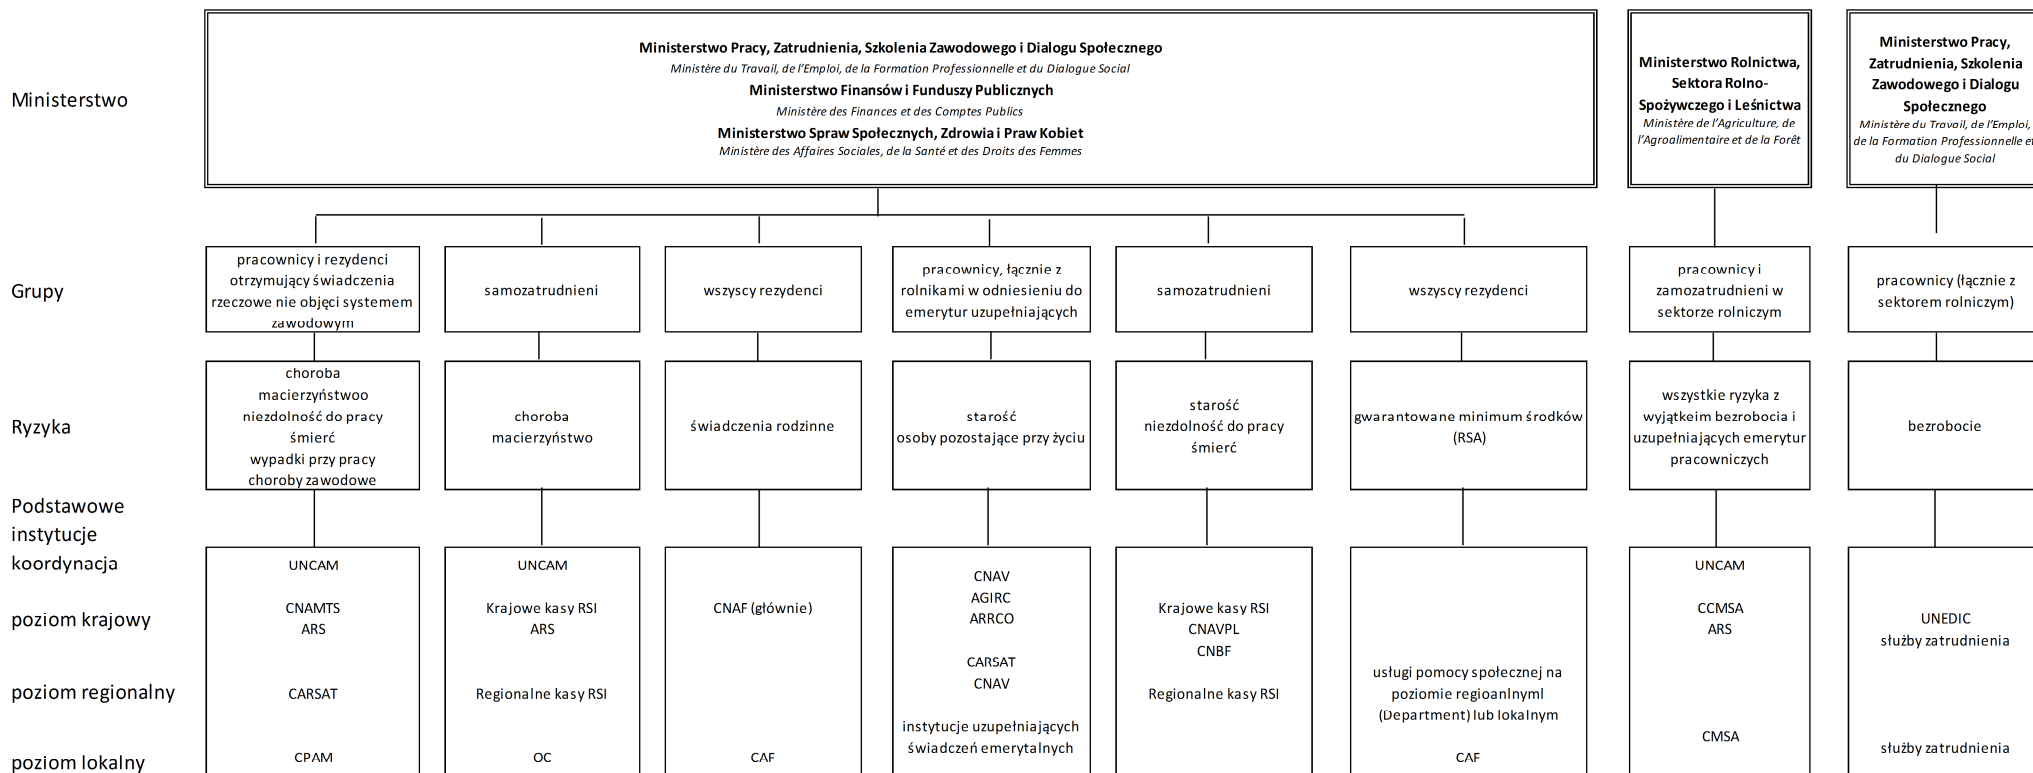 Ministerstwo
Ministerstwo Pracy, Zatrudnienia, Szkolenia Zawodowego i Dialogu Społecznego
Ministère du Travail, de l'Emploi, de la Formation Professionnelle et du Dialogue Social
Ministerstwo Finansów i Funduszy Publicznych
Ministère des Finances et des Comptes Publics
Ministerstwo Spraw Społecznych, Zdrowia i Praw Kobiet
Ministère des Affaires Sociales, de la Santé et des Droits des Femmes
Ministerstwo Rolnictwa,
Sektora Rolno-
Spożywczego i Leśnictwa
Ministère de l'Agriculture, de
l'Agroalimentaire et de la Forêt
Ministerstwo Pracy,
Zatrudnienia, Szkolenia
Zawodowego i Dialogu
Społecznego
Ministère du Travail, de l'Emploi,
de la Formation Professionnelle et
du Dialogue Social
Grupy
pracownicy i rezydenci
otrzymujący świadczenia
rzeczowe nie objęci systemem
zawodowym
samozatrudnieni
wszyscy rezydenci
pracownicy, łącznie z
rolnikami w odniesieniu do
emerytur uzupełniających
samozatrudnieni
wszyscy rezydenci
pracownicy i
zamozatrudnieni w
sektorze rolniczym
pracownicy (łącznie z
sektorem rolniczym)
Ryzyka
choroba
macierzyństwoo
niezdolność do pracy
śmierć
wypadki przy pracy
choroby zawodowe
choroba
macierzyństwo
świadczenia rodzinne
starość
osoby pozostające przy życiu
starość
niezdolność do pracy
śmierć
gwarantowane minimum środków
(RSA)
wszystkie ryzyka z
wyjątkeim bezrobocia i
uzupełniających emerytur
pracowniczych
bezrobocie
Podstawowe
instytucje
koordynacja
poziom krajowy
poziom regionalny
poziom lokalny
UNCAM
CNAMTS
ARS
CARSAT
CPAM
UNCAM
Krajowe kasy RSI
ARS
Regionalne kasy RSI
OC
CNAF (głównie)
CAF
CNAV
AGIRC
ARRCO
CARSAT
CNAV
instytucje uzupełniających
świadczeń emerytalnych
Krajowe kasy RSI
CNAVPL
CNBF
Regionalne kasy RSI
usługi pomocy społecznej na
poziomie regioanlnyml
(Department) lub lokalnym
CAF
UNCAM
CCMSA
ARS
CMSA
UNEDIC
służby zatrudnienia
służby zatrudnienia